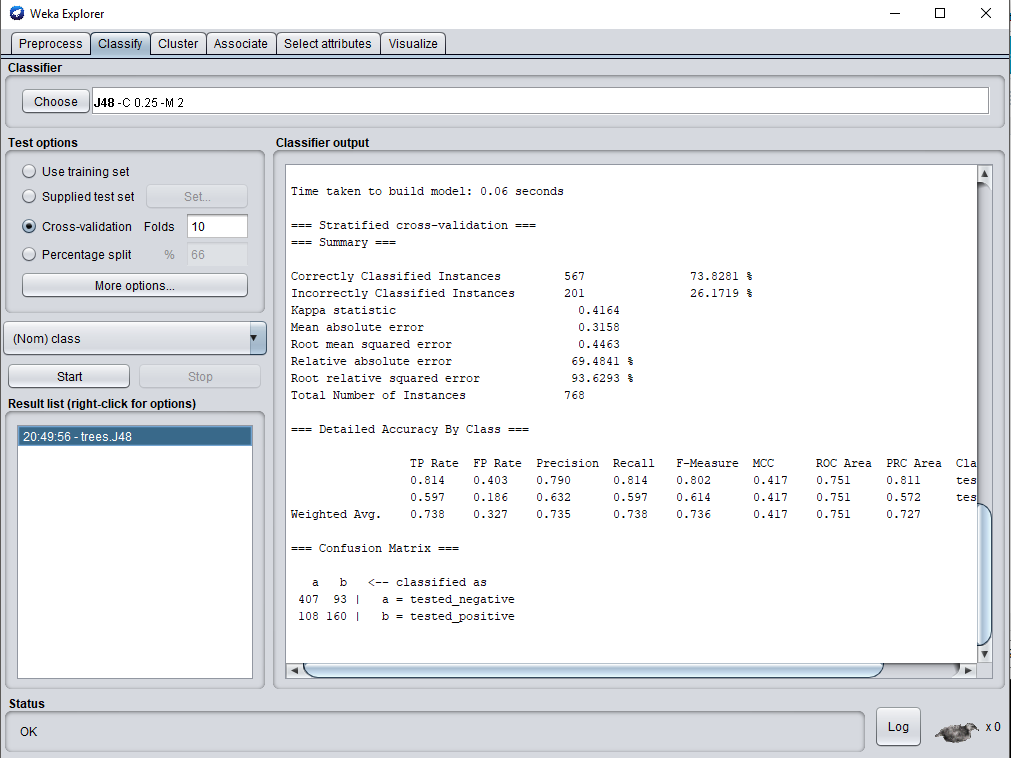 Weka Explorer
Preprocess Classify Cluster Associate Select attributes Visualize
Classifier
Choose J48 -C 0.25 -M 2
Test options
Use training set
Supplied test set Set...
Cross-validation Folds 10
Percentage split % 66
More options...
(Nom) class
Start Stop
Result list (right-click for options)
20:49:56 - trees.J48
Classifier output
Time taken to build model: 0.06 seconds
=== Stratified cross-validation ===
=== Summary ===
Correctly Classified Instances 567 73.8281 %
Incorrectly Classified Instances 201 26.1719 %
Kappa statistic 0.4164
Mean absolute error 0.3158
Root mean squared error 0.4463
Relative absolute error 69.4841 %
Root relative squared error 93.6293 %
Total Number of Instances 768
=== Detailed Accuracy By Class ===
TP Rate FP Rate Precision Recall F-Measure MCC ROC Area PRC Area Cla
0.814 0.403 0.790 0.814 0.802 0.417 0.751 0.811 tes
0.597 0.186 0.632 0.597 0.614 0.417 0.751 0.572 tes
Weighted Avg. 0.738 0.327 0.735 0.738 0.736 0.417 0.751 0.727
=== Confusion Matrix ===
a b <-- classified as
407 93 | a = tested_negative
108 160 | b = tested_positive
Status
OK
Log
x 0